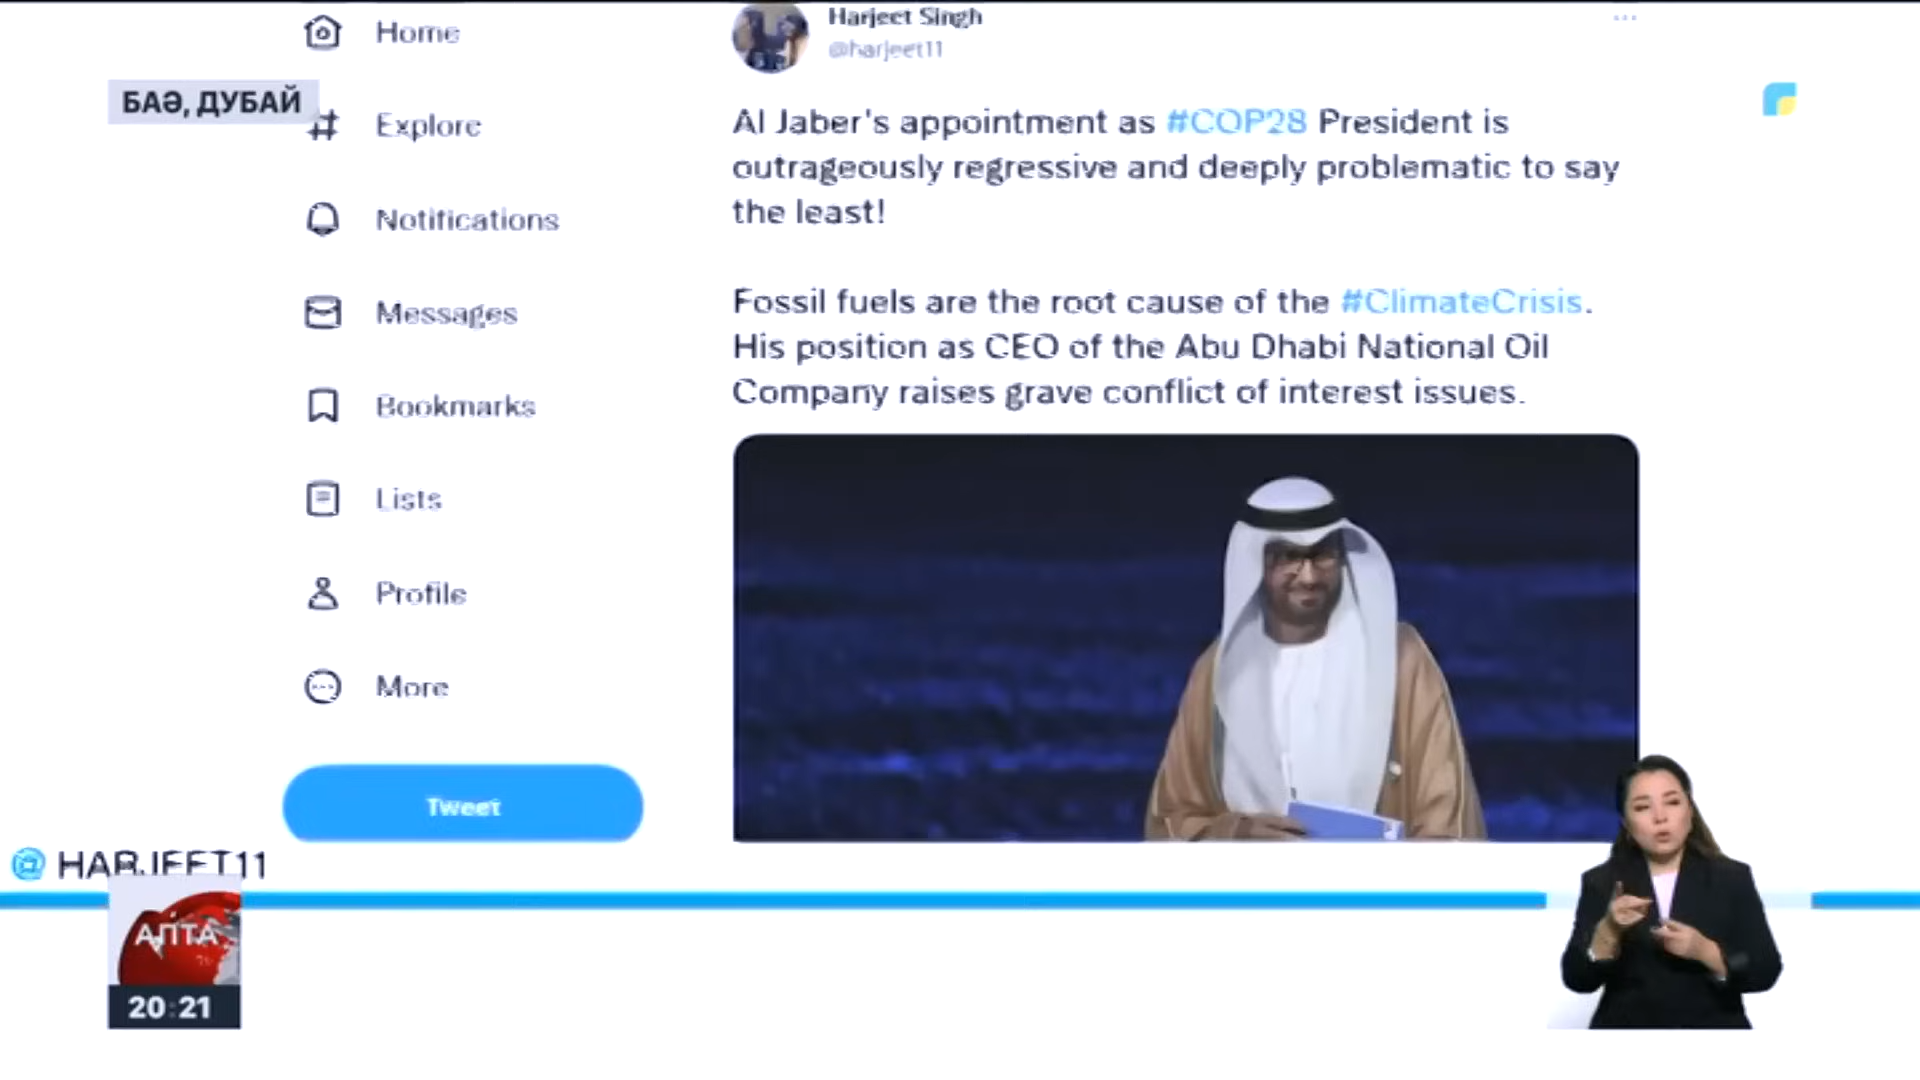 Home
Harjeet Singh
@harjeet11
БАӘ, ДУБАЙ
Explore
Notifications
Messages
Bookmarks
Lists
Profile
More
Tweet
Al Jaber's appointment as #COP28 President is
outrageously regressive and deeply problematic to say
the least!
Fossil fuels are the root cause of the #ClimateCrisis.
His position as CEO of the Abu Dhabi National Oil
Company raises grave conflict of interest issues.
@ HARJEET11
АПТА
20:21